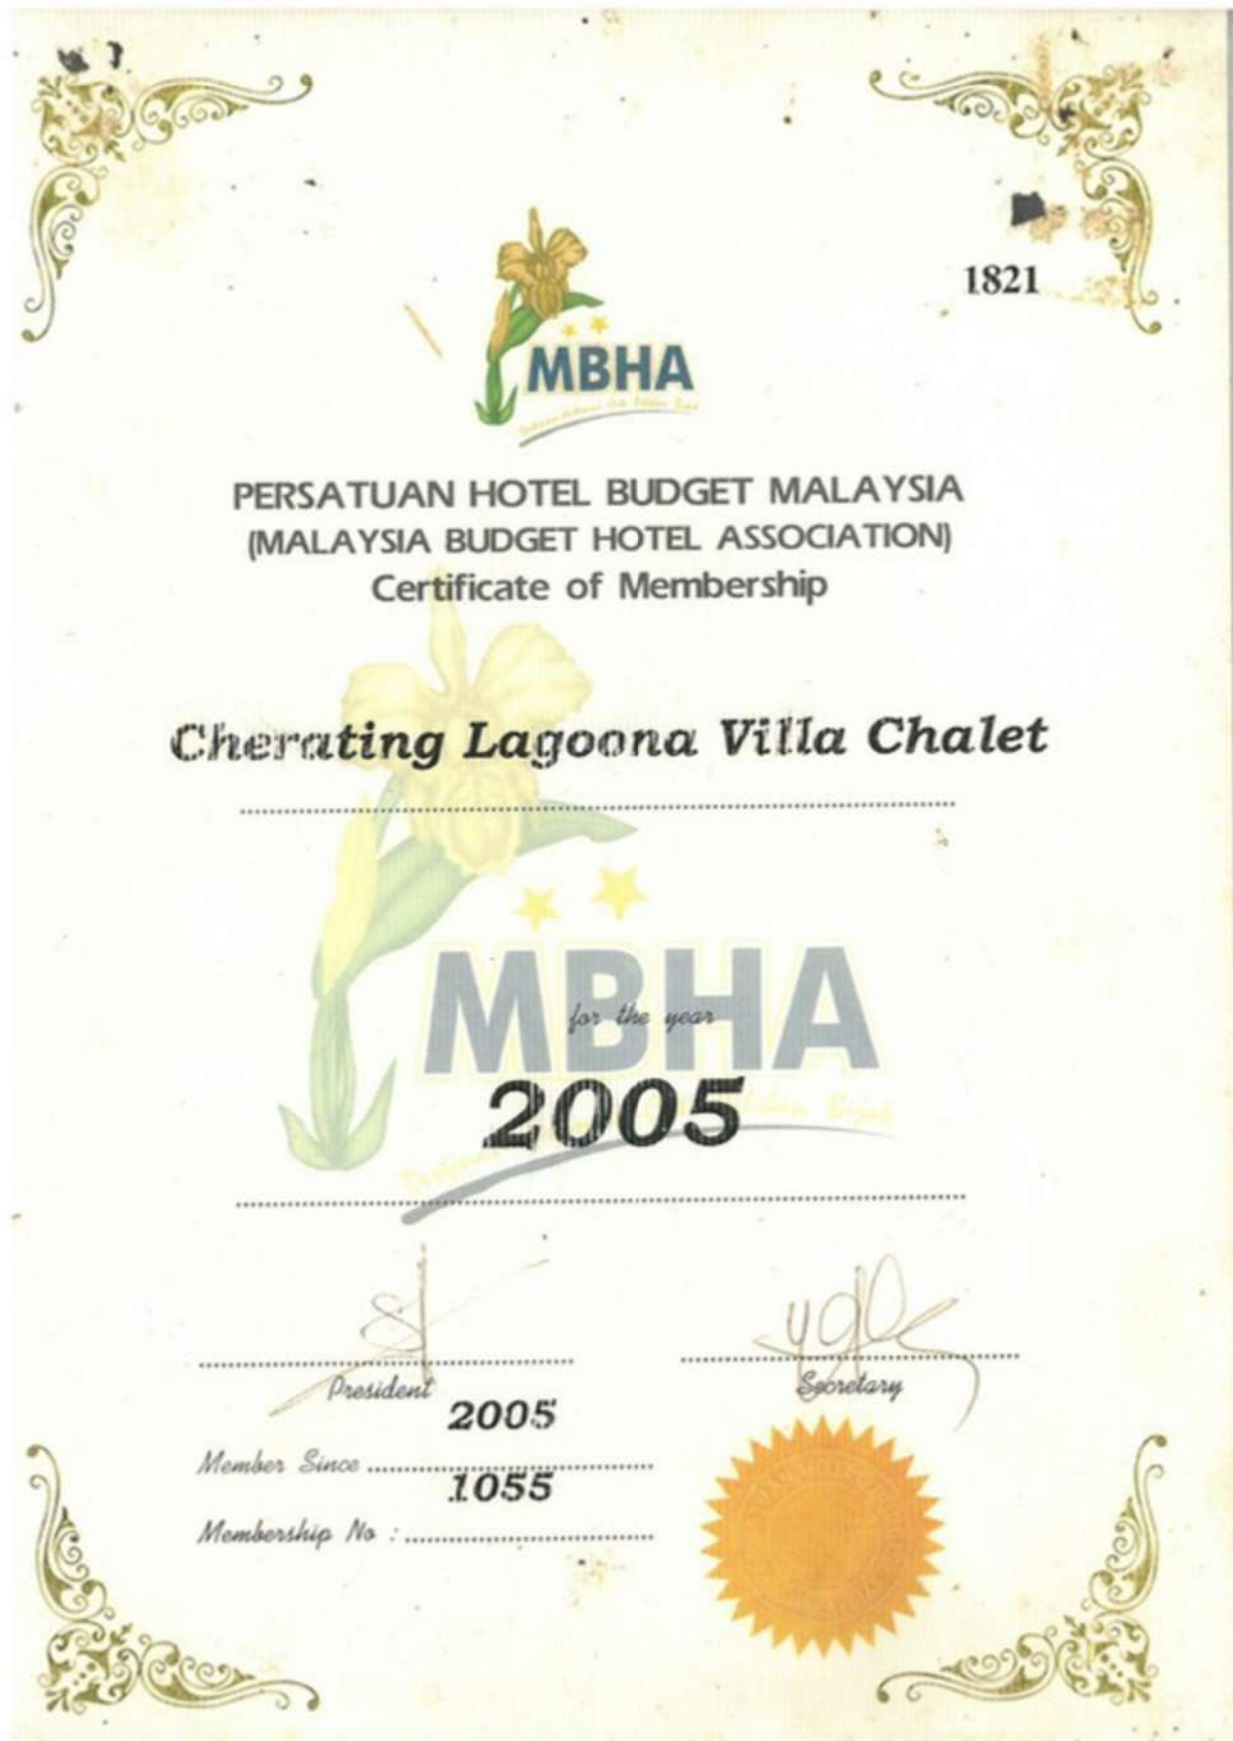 1821
MBHA
PERSATUAN HOTEL BUDGET MALAYSIA
(MALAYSIA BUDGET HOTEL ASSOCIATION)
Certificate of Membership
Cherating Lagoona Villa Chalet
MBHA
for the year
2005
President
Secretary
2005
Member Since
1055
Membership No :